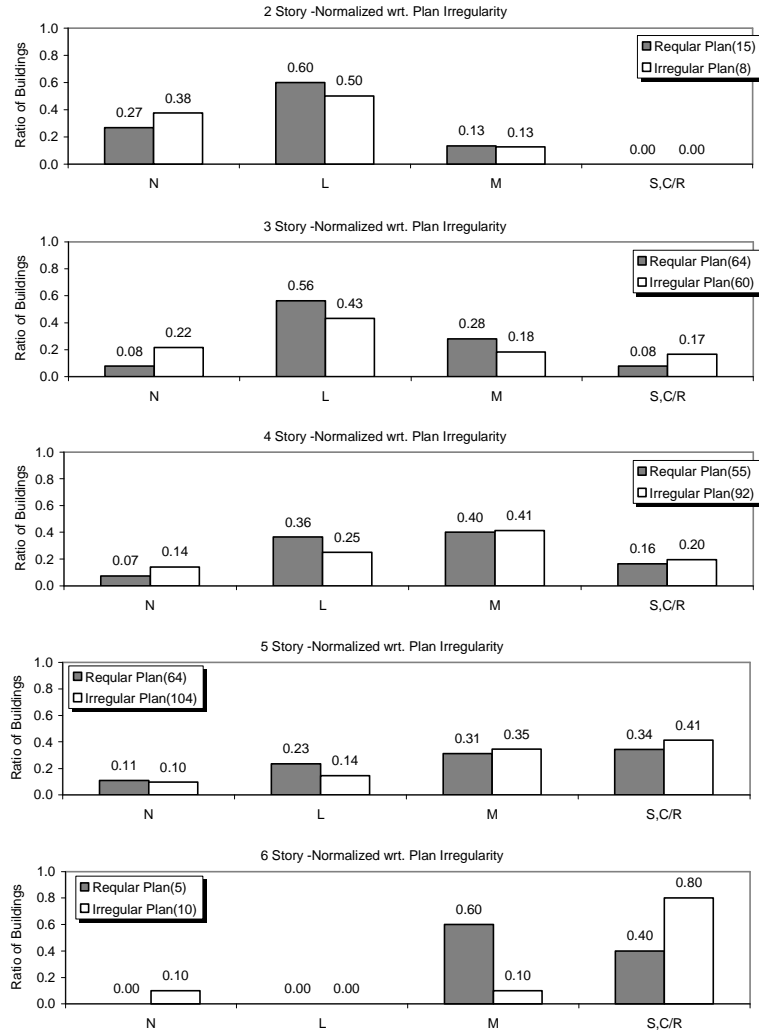 2 Story -Normalized wrt. Plan Irregularity
Ratio of Buildings
1.0
0.8
0.6
0.4
0.2
0.0
0.27
0.38
0.60
0.50
0.13
0.13
0.00
0.00
Reqular Plan(15)
Irregular Plan(8)
N
L
M
S,C/R
3 Story -Normalized wrt. Plan Irregularity
Ratio of Buildings
1.0
0.8
0.6
0.4
0.2
0.0
0.08
0.22
0.56
0.43
0.28
0.18
0.08
0.17
Reqular Plan(64)
Irregular Plan(60)
N
L
M
S,C/R
4 Story -Normalized wrt. Plan Irregularity
Ratio of Buildings
1.0
0.8
0.6
0.4
0.2
0.0
0.07
0.14
0.36
0.25
0.40
0.41
0.16
0.20
Reqular Plan(55)
Irregular Plan(92)
N
L
M
S,C/R
5 Story -Normalized wrt. Plan Irregularity
Ratio of Buildings
1.0
0.8
0.6
0.4
0.2
0.0
Reqular Plan(64)
Irregular Plan(104)
0.11
0.10
0.23
0.14
0.31
0.35
0.34
0.41
N
L
M
S,C/R
6 Story -Normalized wrt. Plan Irregularity
Ratio of Buildings
1.0
0.8
0.6
0.4
0.2
0.0
Reqular Plan(5)
Irregular Plan(10)
0.00
0.10
0.00
0.00
0.60
0.10
0.40
0.80
N
L
M
S,C/R